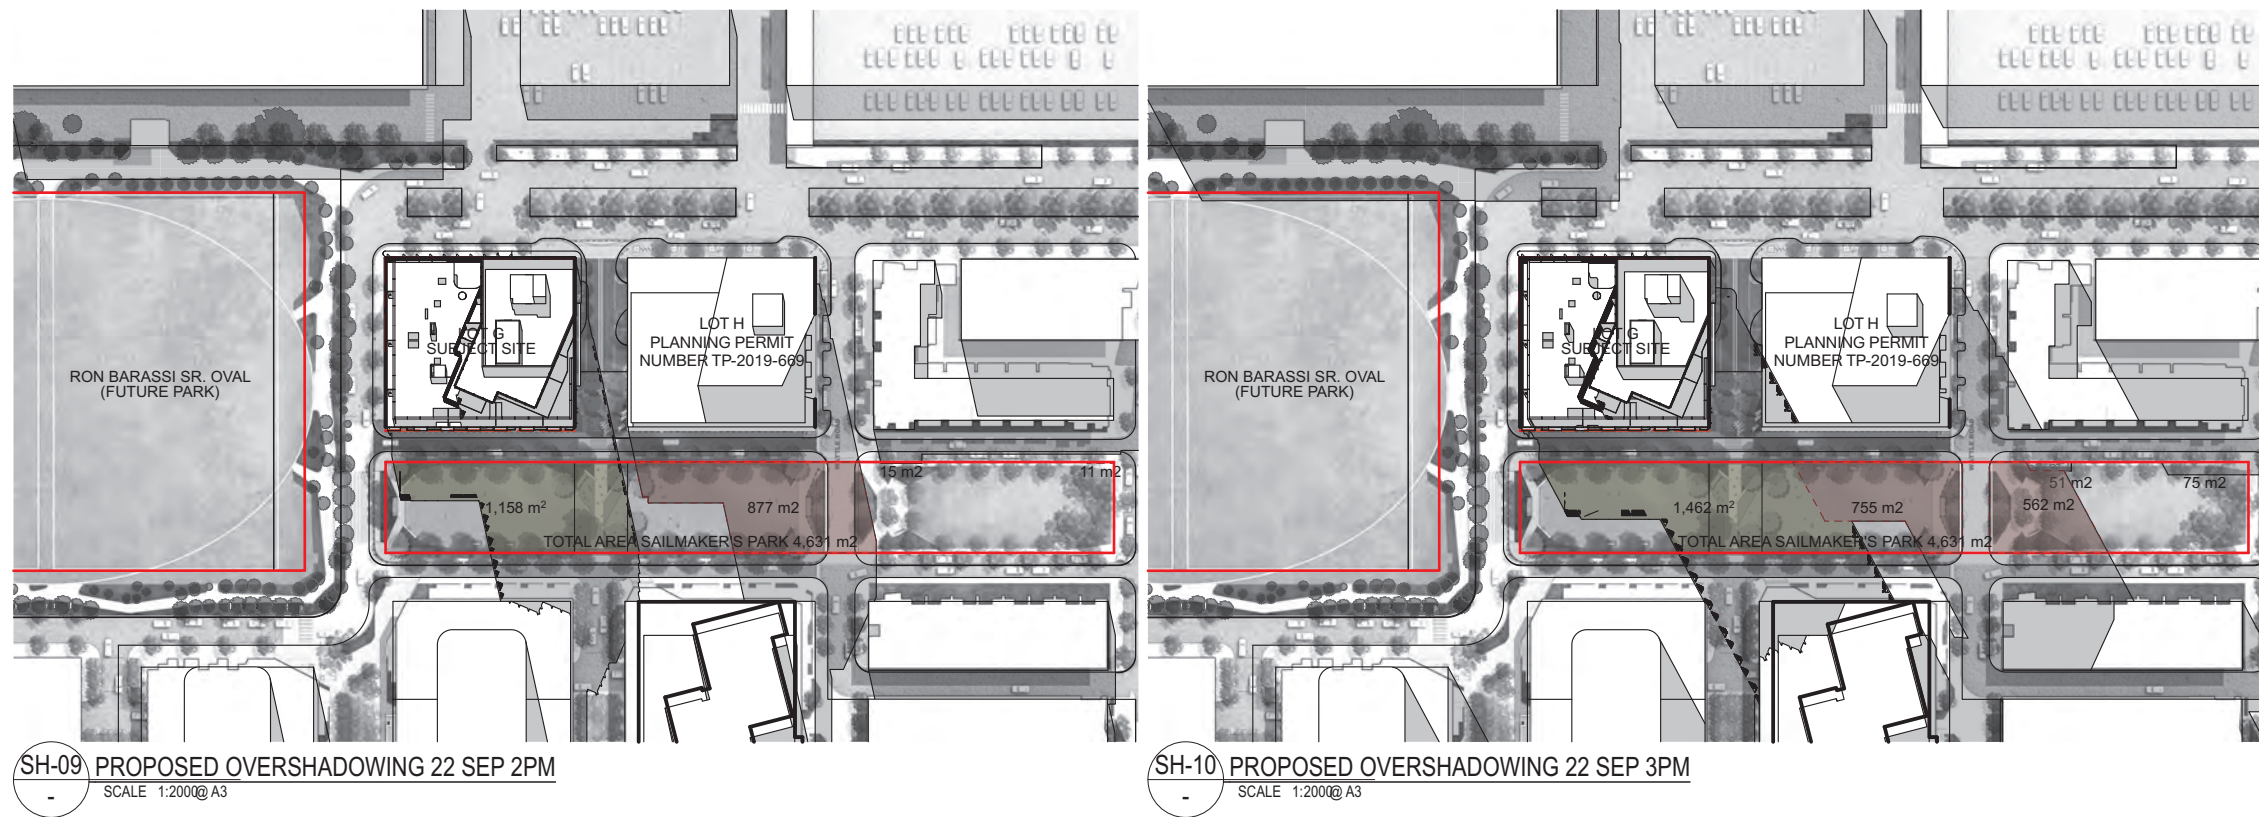 LOT G
SUBJECT SITE
LOT H
PLANNING PERMIT
NUMBER TP-2019-669
RON BARASSI SR. OVAL
(FUTURE PARK)
15 m2
11 m2
1,158 m²
877 m2
TOTAL AREA SAILMAKER'S PARK 4,631 m2
SH-09
-
PROPOSED OVERSHADOWING 22 SEP 2PM
SCALE 1:2000@ A3
LOT G
SUBJECT SITE
LOT H
PLANNING PERMIT
NUMBER TP-2019-669
RON BARASSI SR. OVAL
(FUTURE PARK)
51 m2
75 m2
1,462 m²
755 m2
562 m2
TOTAL AREA SAILMAKER'S PARK 4,631 m2
SH-10
-
PROPOSED OVERSHADOWING 22 SEP 3PM
SCALE 1:2000@ A3